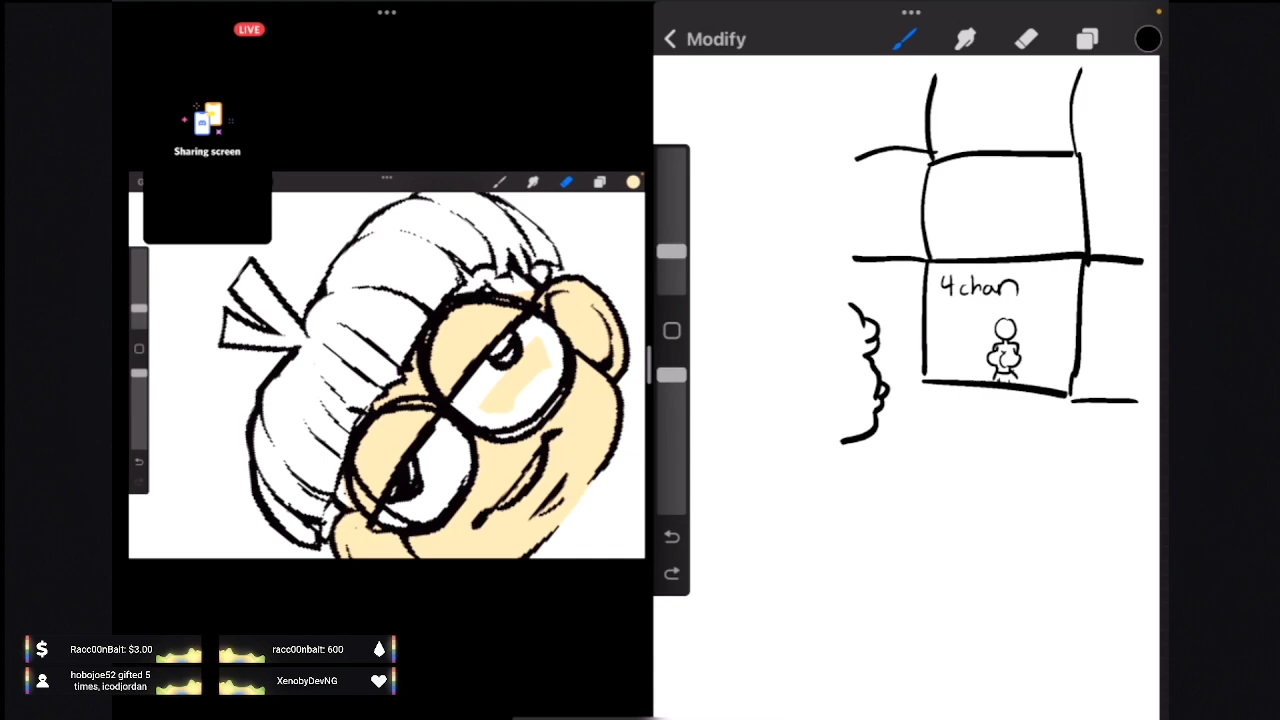 LIVE
Sharing screen
Modify
4chan
Racc00nBait: $3.00
racc00nbait: 600
hobojoe52 gifted 5
times, icodjordan
XenobyDevNG